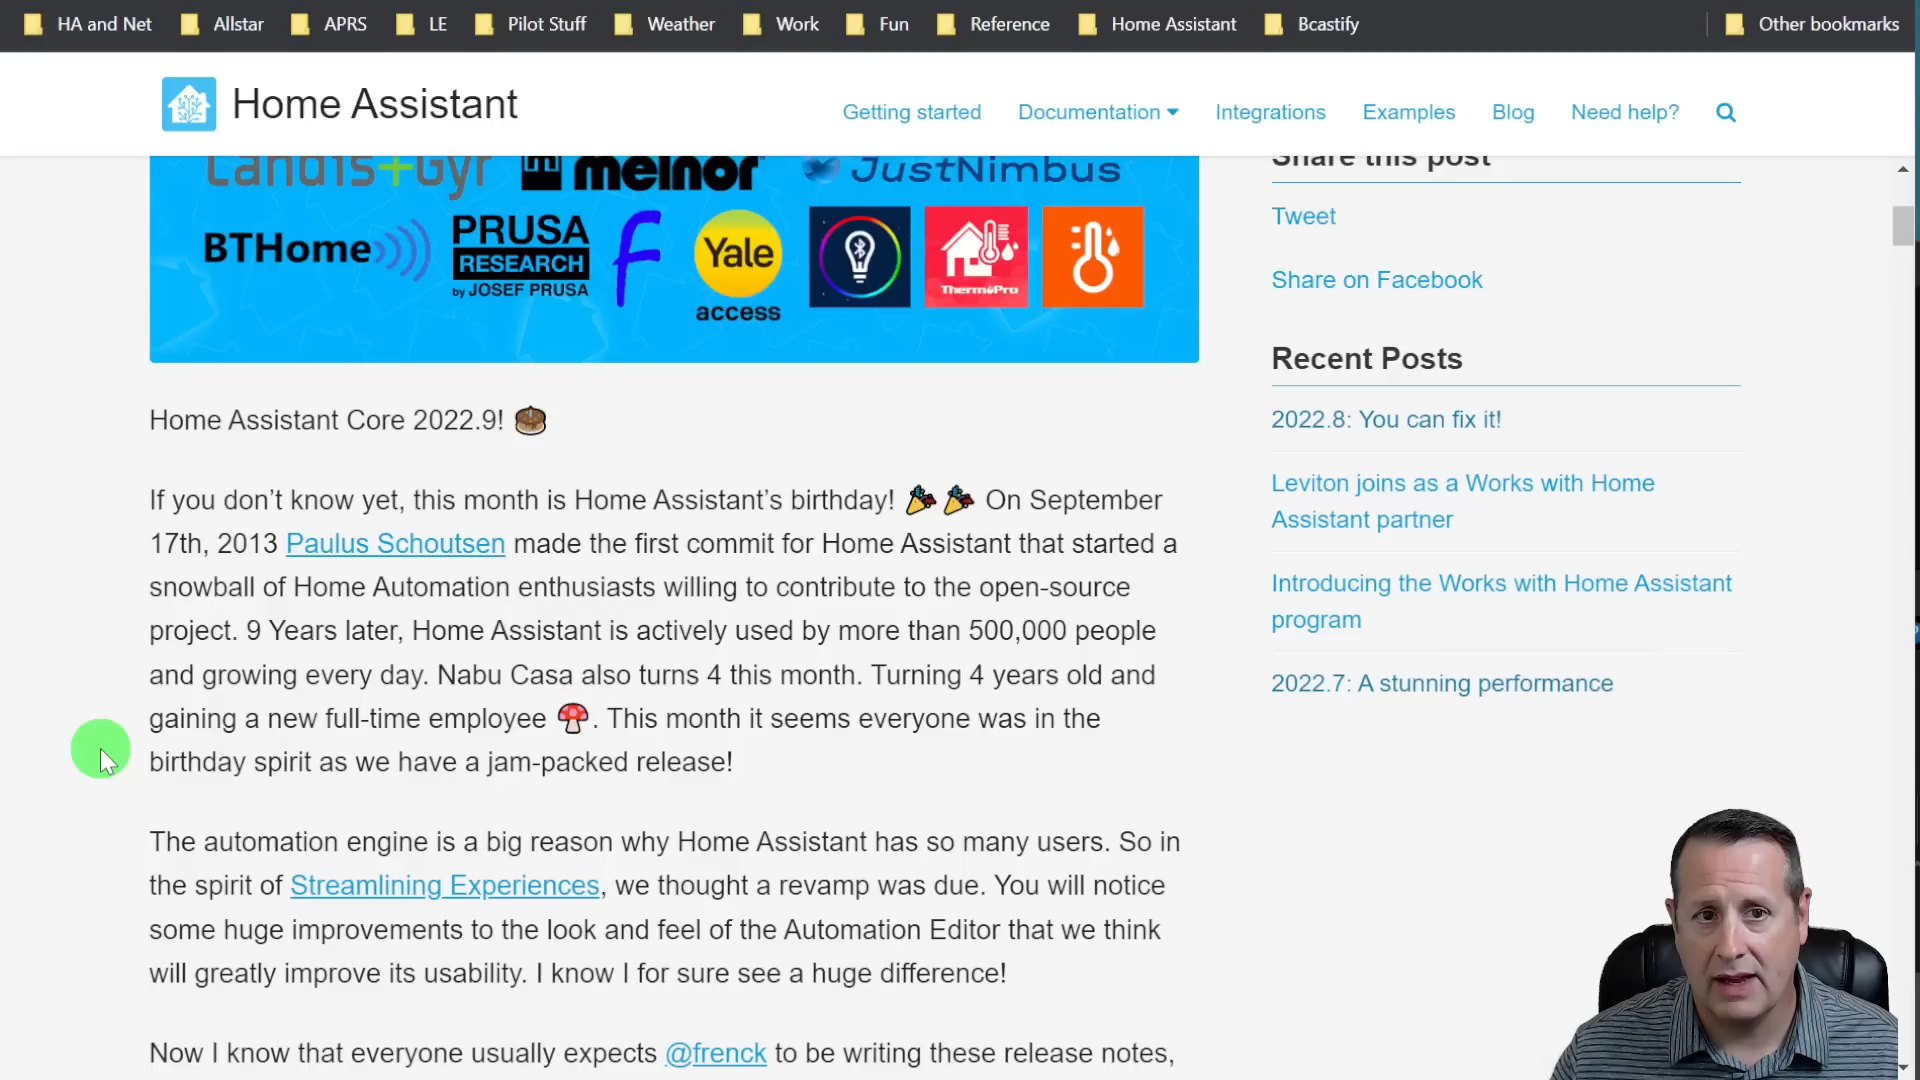 HA and Net Allstar APRS LE Pilot Stuff Weather Work Fun Reference Home Assistant Bcastify Other bookmarks
Home Assistant
Getting started Documentation Integrations Examples Blog Need help?
Landis+Gyr melnor JustNimbus
BTHome PRUSA RESEARCH by JOSEF PRUSA Yale access ThermoPro
Home Assistant Core 2022.9!
If you don’t know yet, this month is Home Assistant’s birthday! On September
17th, 2013 Paulus Schoutsen made the first commit for Home Assistant that started a
snowball of Home Automation enthusiasts willing to contribute to the open-source
project. 9 Years later, Home Assistant is actively used by more than 500,000 people
and growing every day. Nabu Casa also turns 4 this month. Turning 4 years old and
gaining a new full-time employee . This month it seems everyone was in the
birthday spirit as we have a jam-packed release!
The automation engine is a big reason why Home Assistant has so many users. So in
the spirit of Streamlining Experiences, we thought a revamp was due. You will notice
some huge improvements to the look and feel of the Automation Editor that we think
will greatly improve its usability. I know I for sure see a huge difference!
Now I know that everyone usually expects @frenck to be writing these release notes,
Share this post
Tweet
Share on Facebook
Recent Posts
2022.8: You can fix it!
Leviton joins as a Works with Home
Assistant partner
Introducing the Works with Home Assistant
program
2022.7: A stunning performance